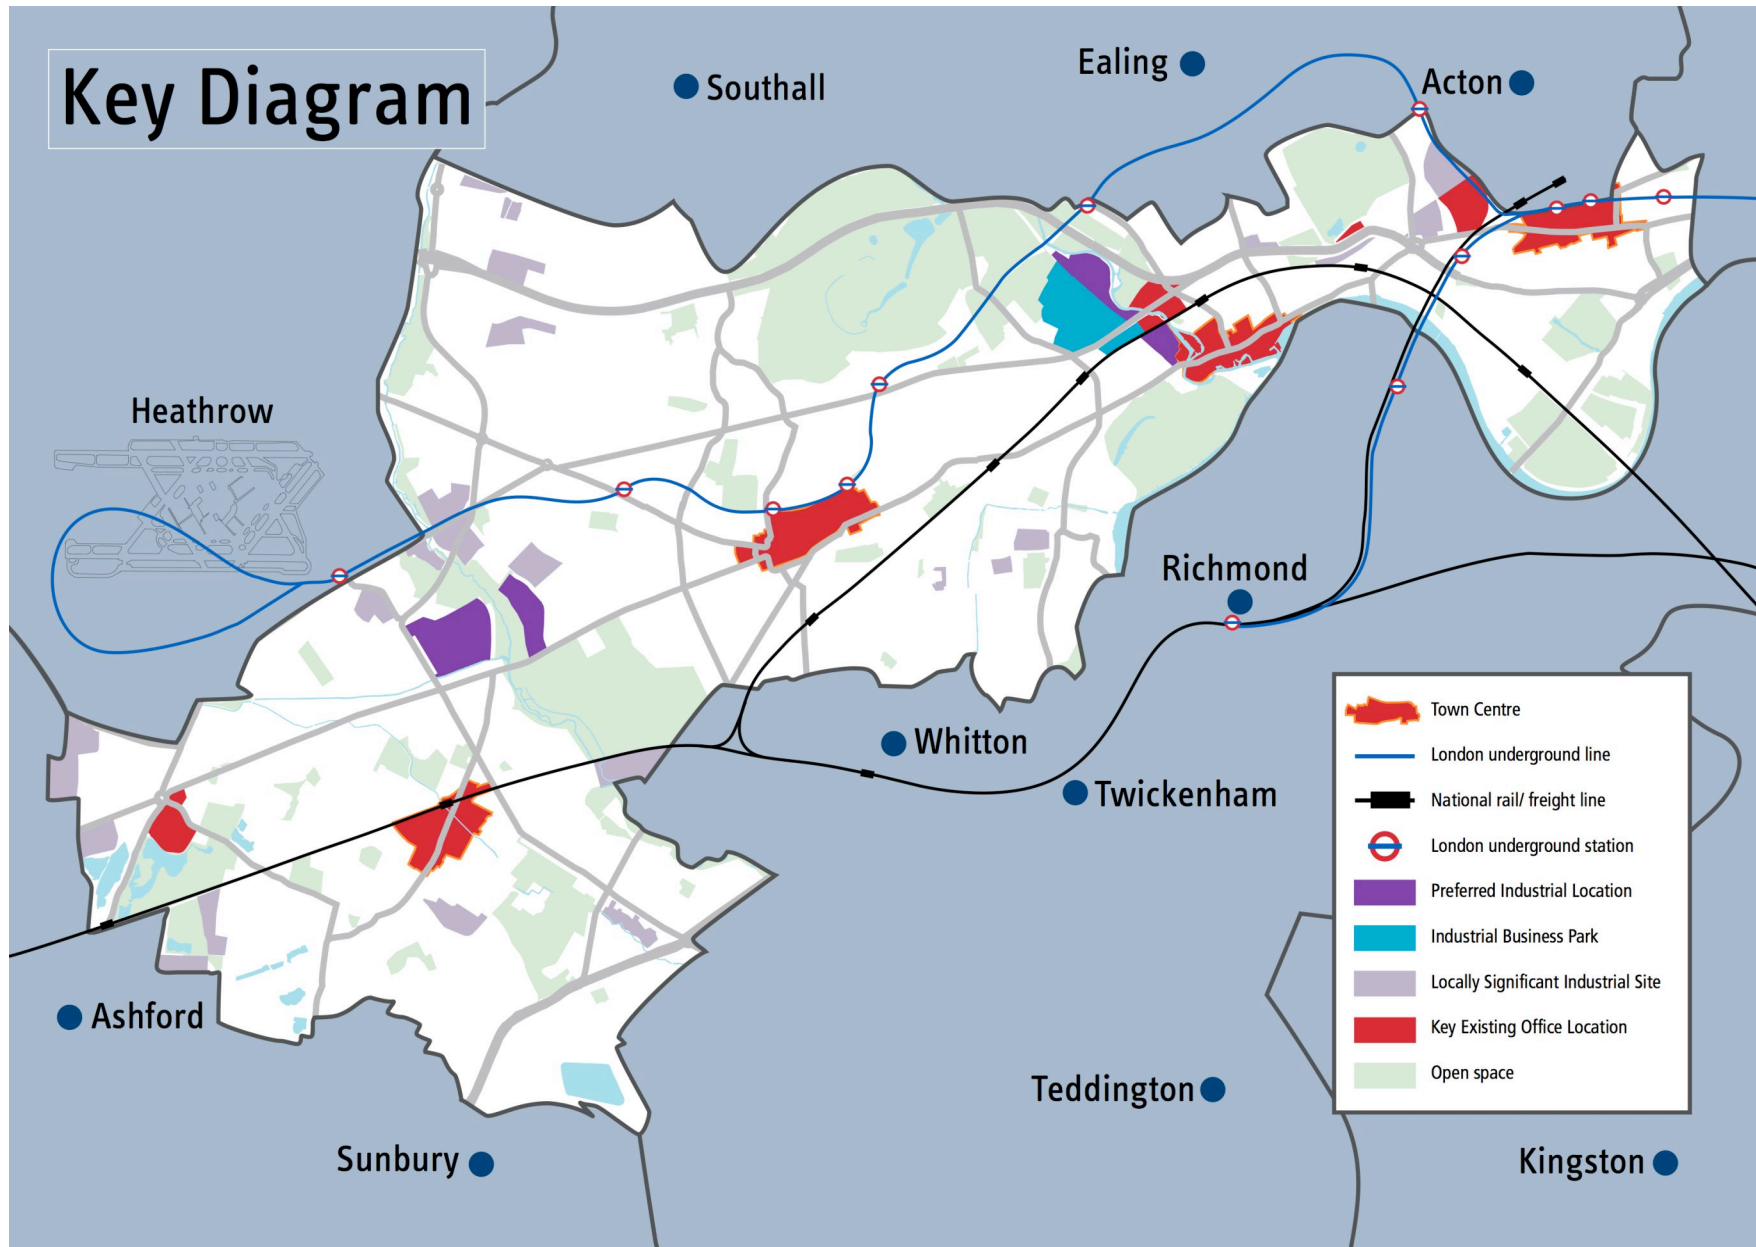 Key Diagram
Southall
Ealing
Acton
Heathrow
Richmond
Whitton
Twickenham
Ashford
Teddington
Sunbury
Kingston
Town Centre
London underground line
National rail/ freight line
London underground station
Preferred Industrial Location
Industrial Business Park
Locally Significant Industrial Site
Key Existing Office Location
Open space